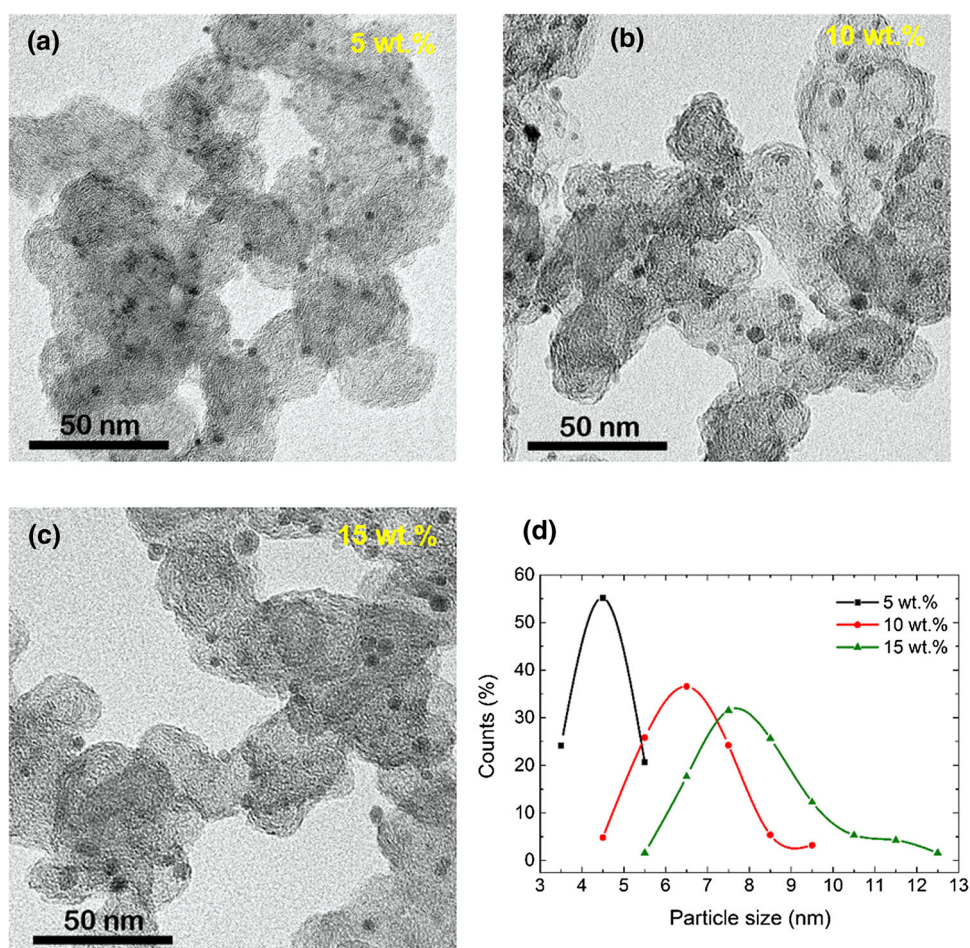 (a)
5 wt.%
50 nm
(b)
10 wt.%
50 nm
(c)
15 wt.%
50 nm
(d)
60
50
40
30
20
10
0
Counts (%)
5 wt.%
10 wt.%
15 wt.%
3 4 5 6 7 8 9 10 11 12 13
Particle size (nm)